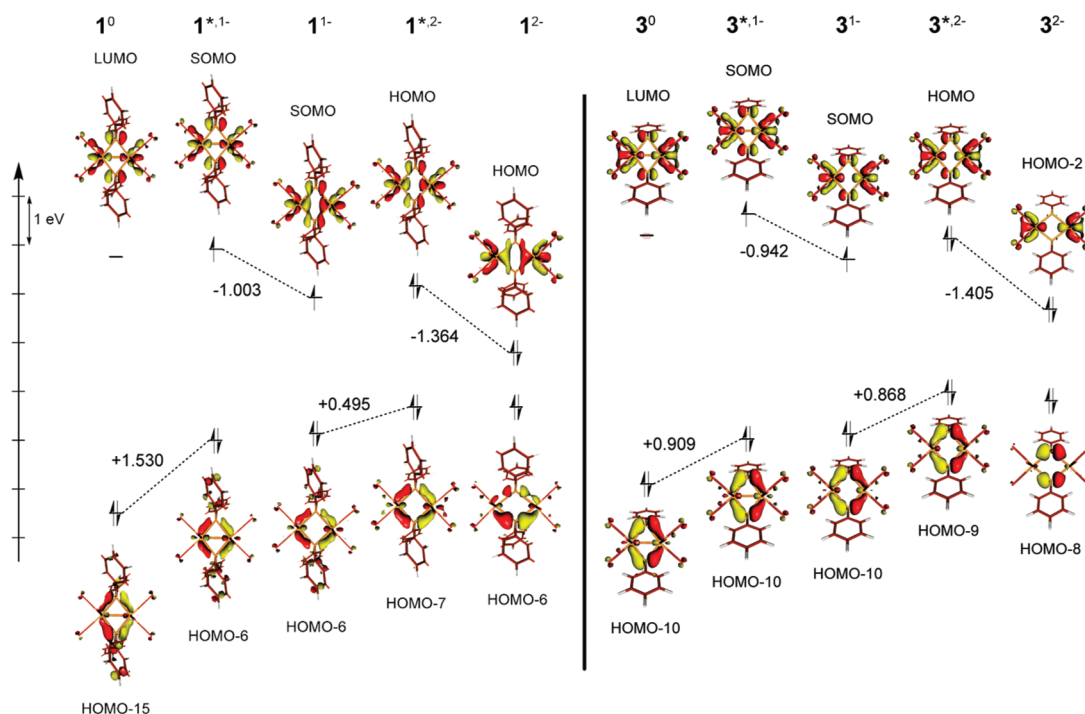 1⁰ 1*,1- 1¹⁻ 1*,2- 1²⁻ 3⁰ 3*,1- 3¹⁻ 3*,2- 3²⁻
LUMO SOMO SOMO HOMO HOMO LUMO SOMO SOMO HOMO HOMO-2
1 eV
-1.003
-1.364
-0.942
-1.405
+1.530
+0.495
+0.909
+0.868
HOMO-15 HOMO-6 HOMO-6 HOMO-7 HOMO-6 HOMO-10 HOMO-10 HOMO-10 HOMO-9 HOMO-8